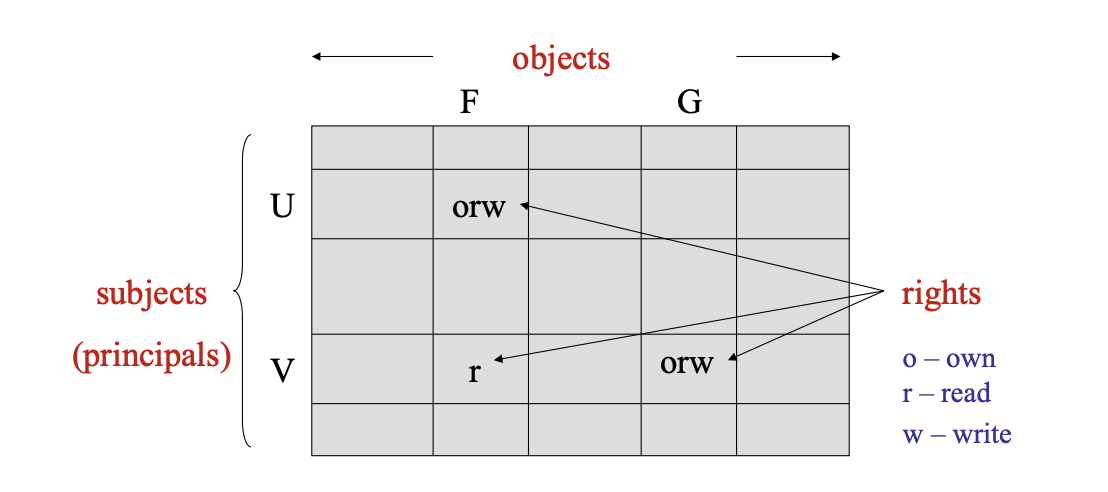 objects
F G
U orw
subjects
(principals)
V r orw
rights
o – own
r – read
w – write